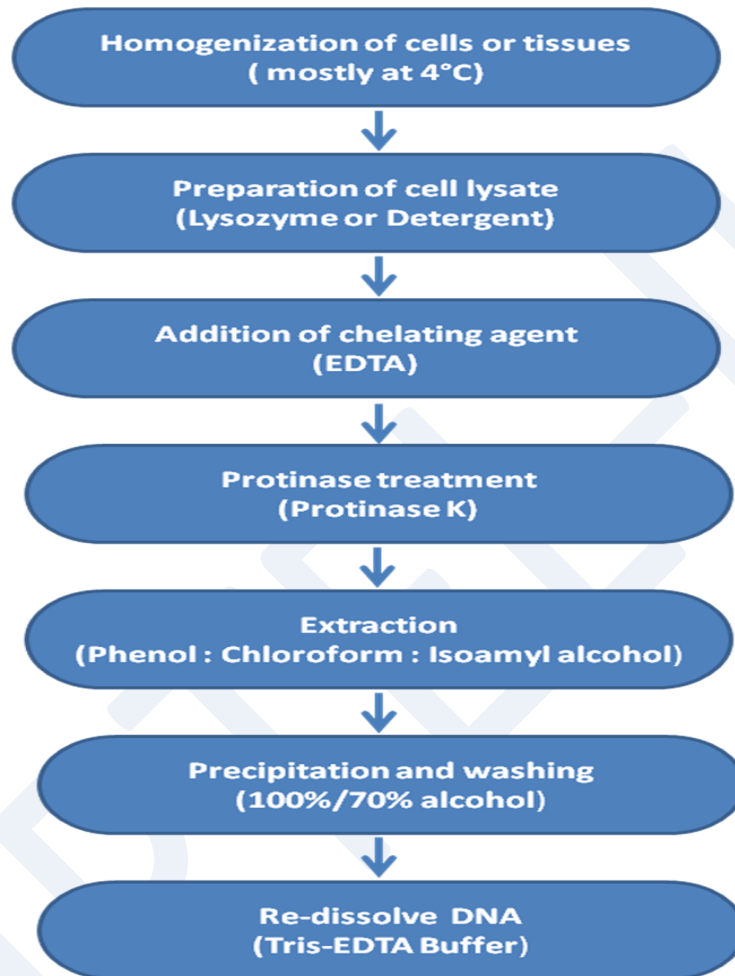 Homogenization of cells or tissues
( mostly at 4°C)
Preparation of cell lysate
(Lysozyme or Detergent)
Addition of chelating agent
(EDTA)
Protinase treatment
(Protinase K)
Extraction
(Phenol : Chloroform : Isoamyl alcohol)
Precipitation and washing
(100%/70% alcohol)
Re-dissolve DNA
(Tris-EDTA Buffer)